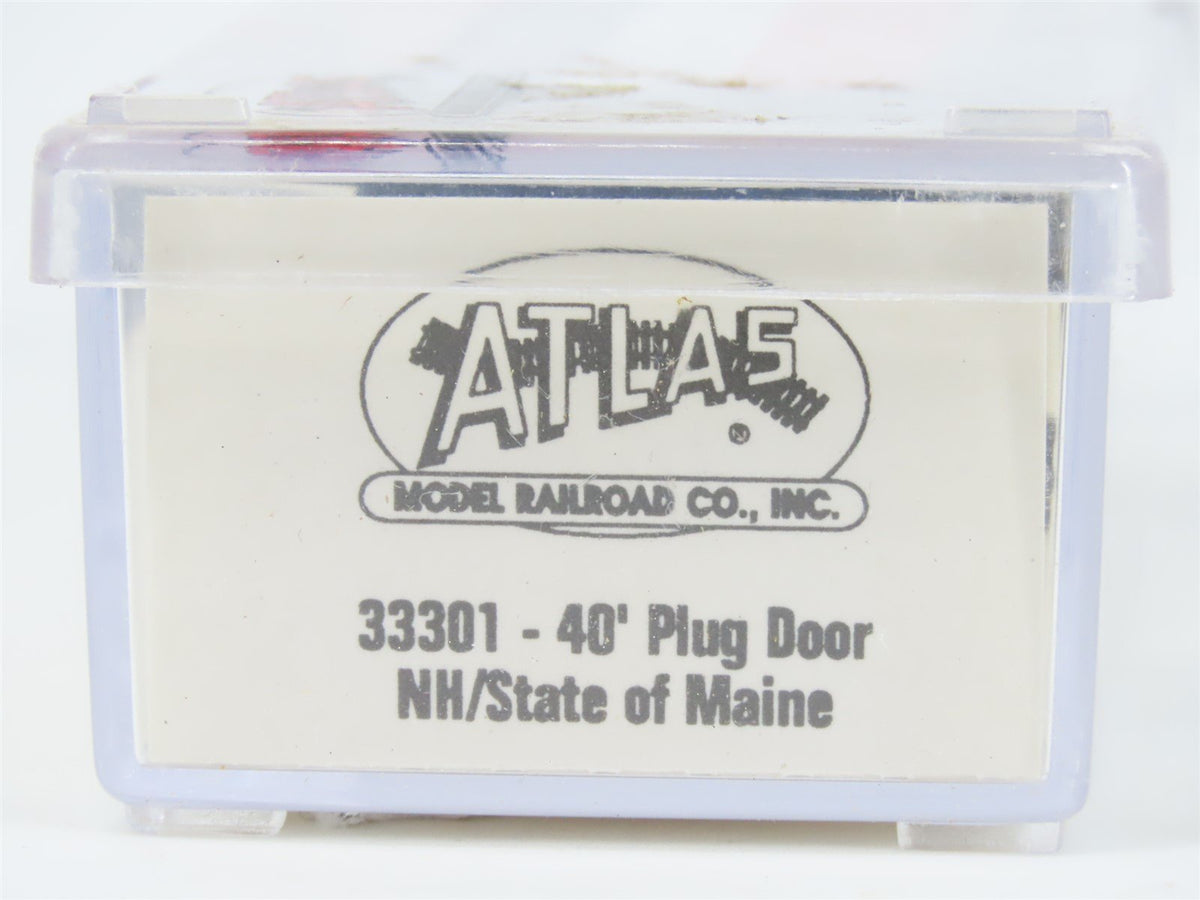 ATLAS
MODEL RAILROAD CO., INC.
33301 - 40' Plug Door
NH/State of Maine